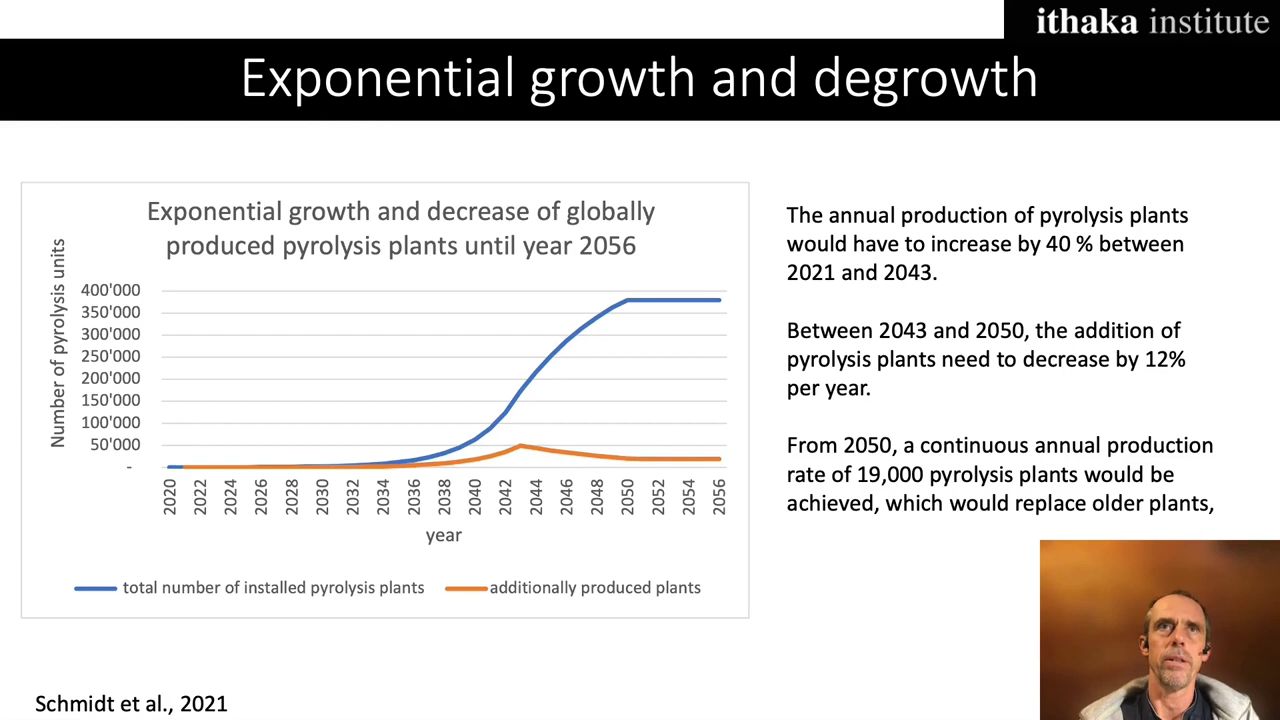 ithaka institute
Exponential growth and degrowth
Exponential growth and decrease of globally
produced pyrolysis plants until year 2056
Number of pyrolysis units
400'000
350'000
300'000
250'000
200'000
150'000
100'000
50'000
-
2020 2022 2024 2026 2028 2030 2032 2034 2036 2038 2040 2042 2044 2046 2048 2050 2052 2054 2056
year
total number of installed pyrolysis plants additionally produced plants
The annual production of pyrolysis plants
would have to increase by 40 % between
2021 and 2043.
Between 2043 and 2050, the addition of
pyrolysis plants need to decrease by 12%
per year.
From 2050, a continuous annual production
rate of 19,000 pyrolysis plants would be
achieved, which would replace older plants,
Schmidt et al., 2021